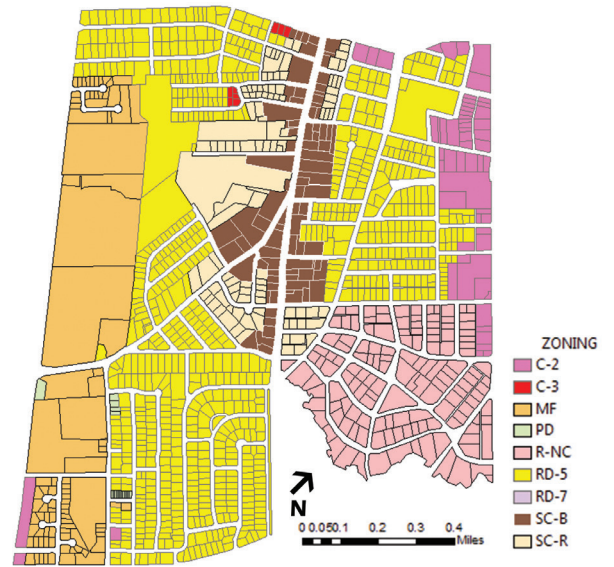 ZONING
C-2
C-3
MF
PD
R-NC
RD-5
RD-7
SC-B
SC-R
N
0 0.050.1 0.2 0.3 0.4
Miles